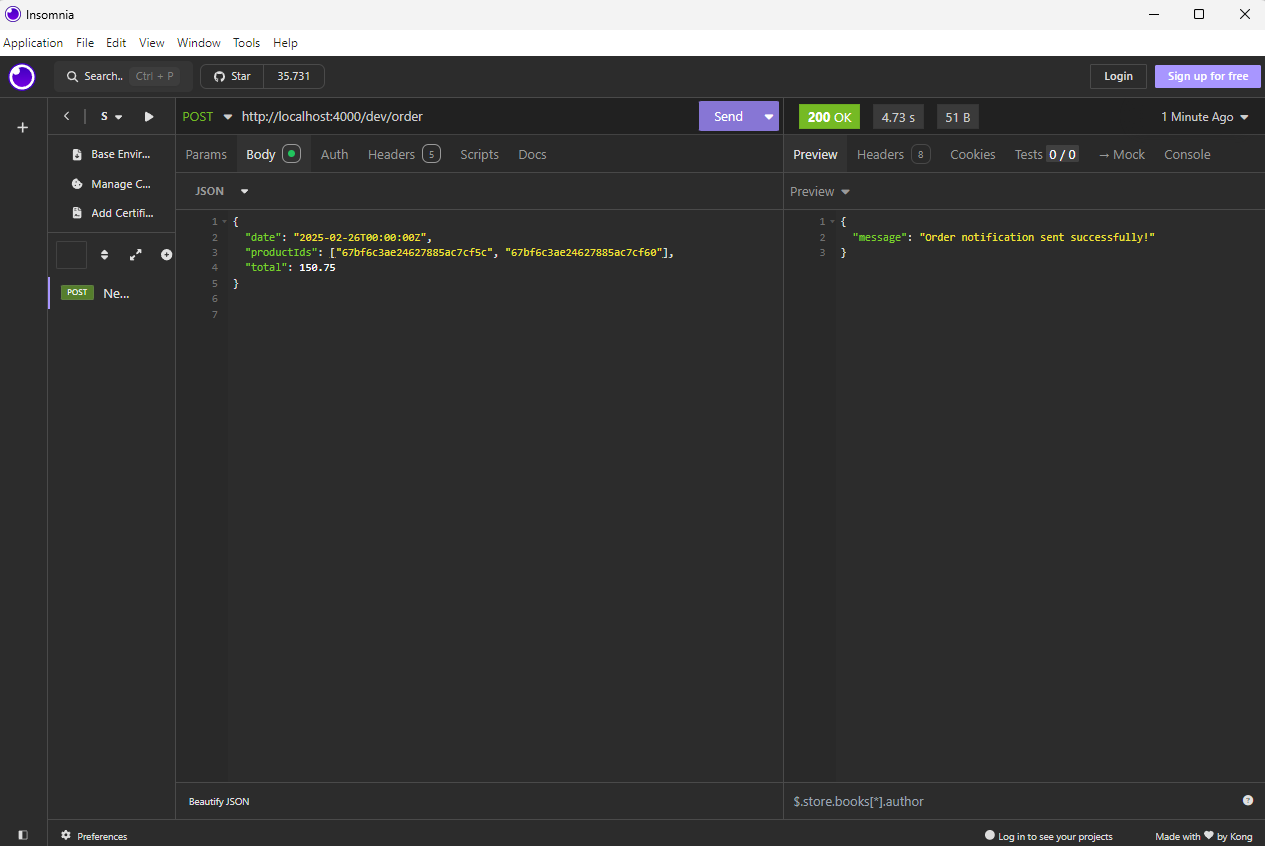 Insomnia
Application File Edit View Window Tools Help
Search.. Ctrl + P Star 35.731 Login Sign up for free
S POST http://localhost:4000/dev/order Send 200 OK 4.73 s 51 B 1 Minute Ago
Base Envir... Params Body Auth Headers 5 Scripts Docs Preview Headers 8 Cookies Tests 0 / 0 → Mock Console
Manage C... JSON Preview
Add Certifi...
POST Ne...
1 {
2 "date": "2025-02-26T00:00:00Z",
3 "productIds": ["67bf6c3ae24627885ac7cf5c", "67bf6c3ae24627885ac7cf60"],
4 "total": 150.75
5 }
6
7
1 {
2 "message": "Order notification sent successfully!"
3 }
Beautify JSON $.store.books[*].author
Preferences Log in to see your projects Made with ❤ by Kong